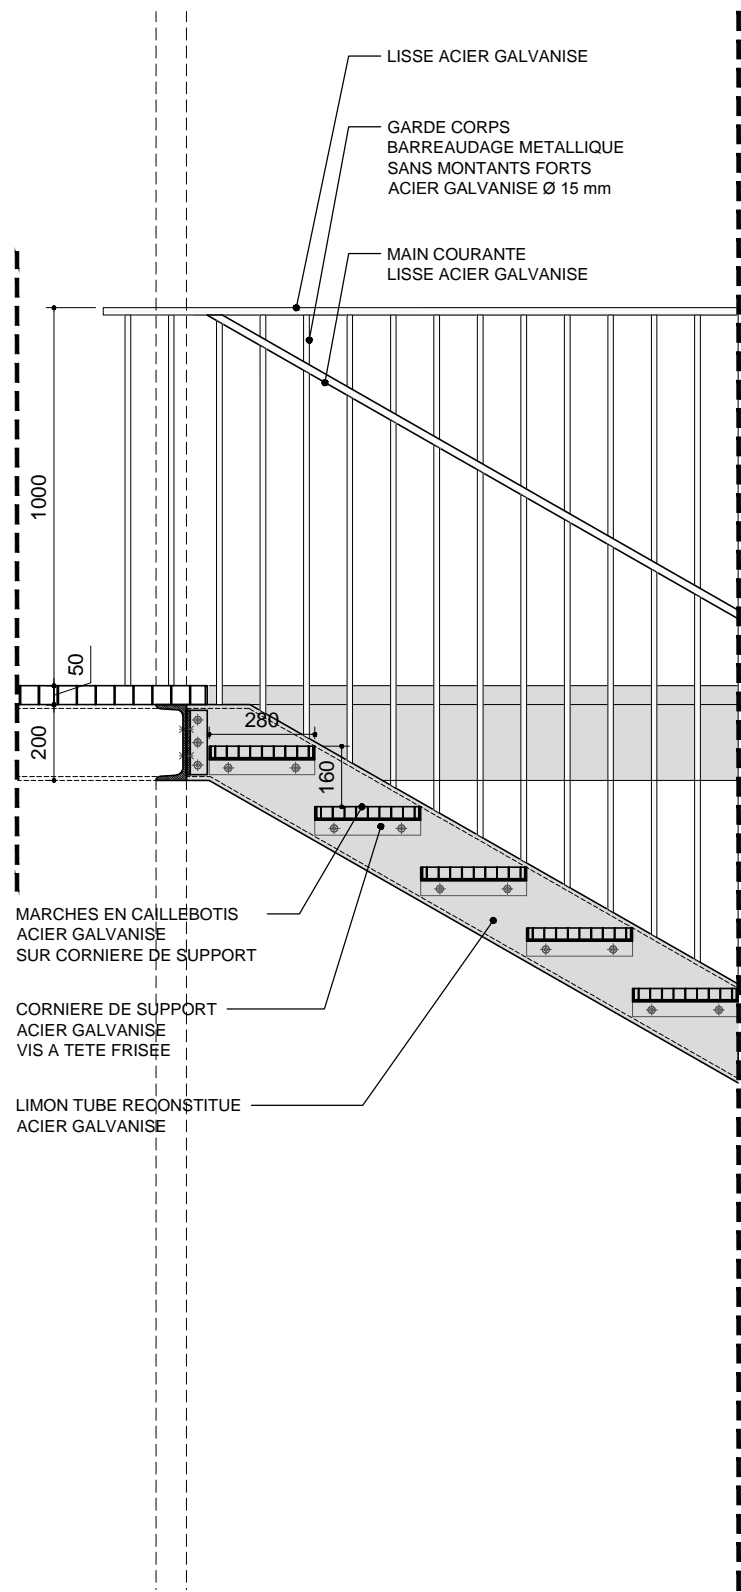 LISSE ACIER GALVANISE
GARDE CORPS
BARREAUDAGE METALLIQUE
SANS MONTANTS FORTS
ACIER GALVANISE Ø 15 mm
MAIN COURANTE
LISSE ACIER GALVANISE
1000
50
200
280
160
MARCHES EN CAILLEBOTIS
ACIER GALVANISE
SUR CORNIERE DE SUPPORT
CORNIERE DE SUPPORT
ACIER GALVANISE
VIS A TETE FRISEE
LIMON TUBE RECONSTITUE
ACIER GALVANISE